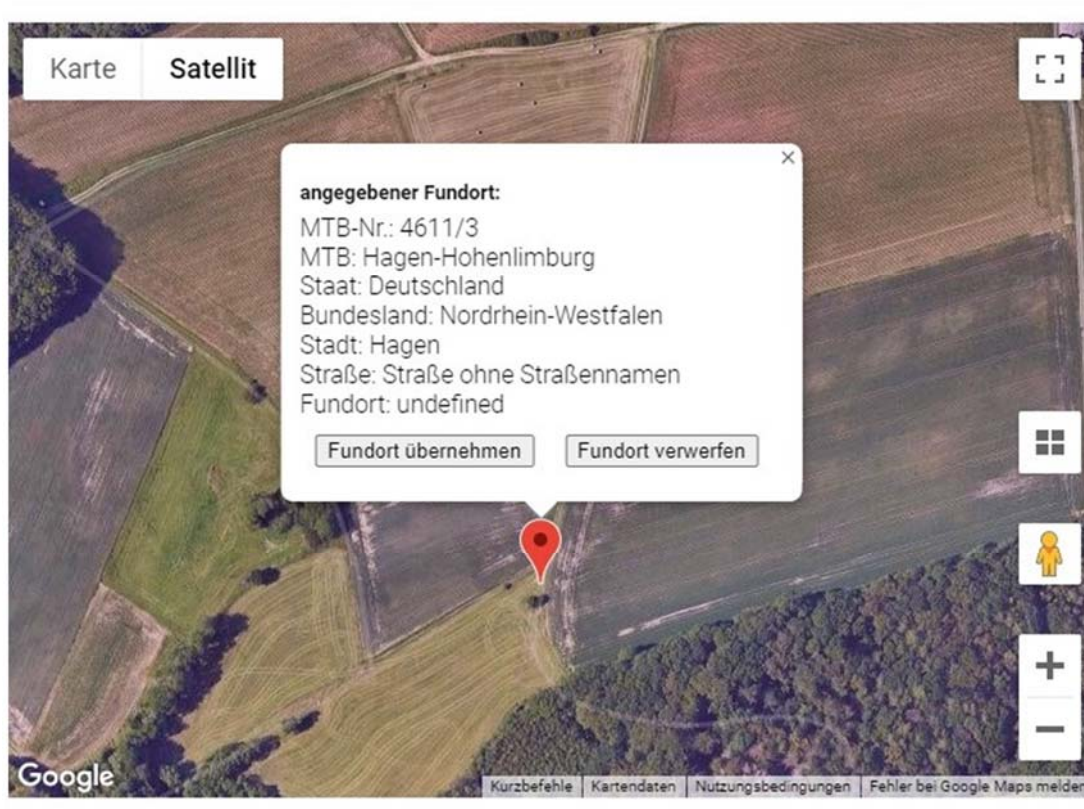 Karte Satellit
×
angegebener Fundort:
MTB-Nr.: 4611/3
MTB: Hagen-Hohenlimburg
Staat: Deutschland
Bundesland: Nordrhein-Westfalen
Stadt: Hagen
Straße: Straße ohne Straßennamen
Fundort: undefined
Fundort übernehmen Fundort verwerfen
+
−
Google
Kurzbefehle Kartendaten Nutzungsbedingungen Fehler bei Google Maps melden